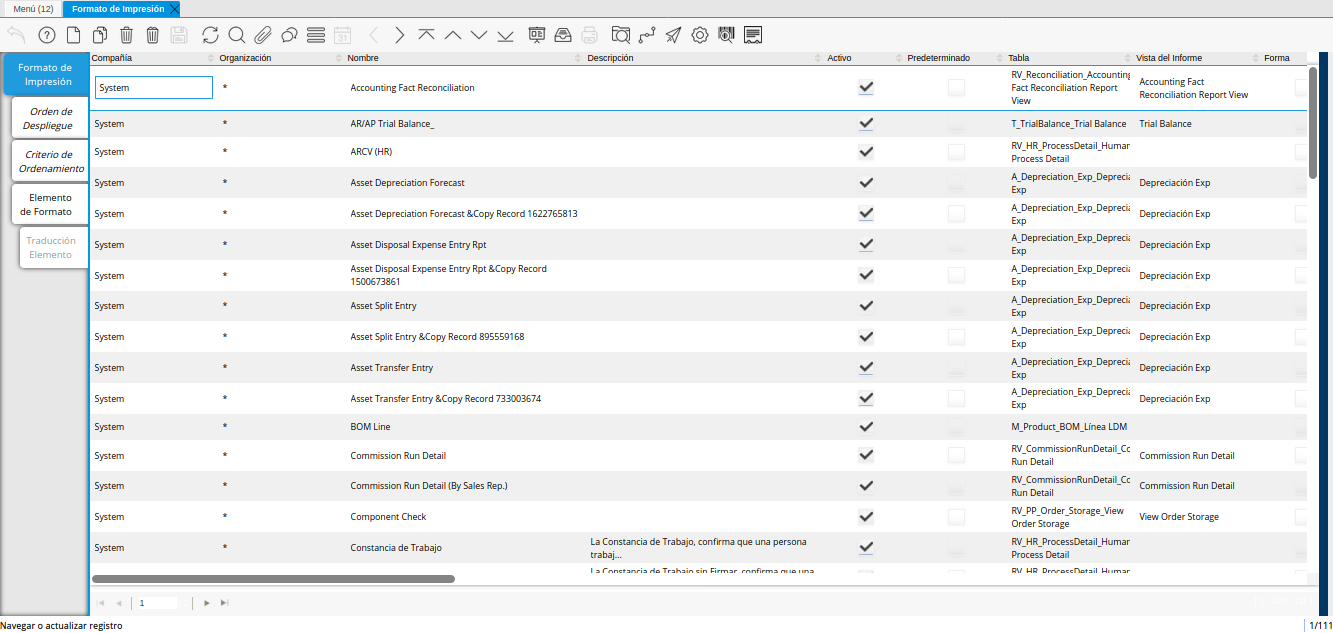 Menú (12)
Formato de Impresión
Formato de
Impresión
Orden de
Despliegue
Criterio de
Ordenamiento
Elemento
de Formato
Traducción
Elemento
Compañía Organización Nombre Descripción Activo Predeterminado Tabla Vista del Informe Forma
System * Accounting Fact Reconciliation RV_Reconciliation_Accounting
Fact Reconciliation Report
View Accounting Fact
Reconciliation Report View
System * AR/AP Trial Balance_ T_TrialBalance_Trial Balance Trial Balance
System * ARCV (HR) RV_HR_ProcessDetail_Human
Process Detail
System * Asset Depreciation Forecast A_Depreciation_Exp_Deprecia
Exp Depreciación Exp
System * Asset Depreciation Forecast &Copy Record 1622765813 A_Depreciation_Exp_Deprecia
Exp Depreciación Exp
System * Asset Disposal Expense Entry Rpt A_Depreciation_Exp_Deprecia
Exp Depreciación Exp
System * Asset Disposal Expense Entry Rpt &Copy Record
1500673861 A_Depreciation_Exp_Deprecia
Exp Depreciación Exp
System * Asset Split Entry A_Depreciation_Exp_Deprecia
Exp Depreciación Exp
System * Asset Split Entry &Copy Record 895559168 A_Depreciation_Exp_Deprecia
Exp Depreciación Exp
System * Asset Transfer Entry A_Depreciation_Exp_Deprecia
Exp Depreciación Exp
System * Asset Transfer Entry &Copy Record 733003674 A_Depreciation_Exp_Deprecia
Exp Depreciación Exp
System * BOM Line M_Product_BOM_Línea LDM
System * Commission Run Detail RV_CommissionRunDetail_Co
Run Detail Commission Run Detail
System * Commission Run Detail (By Sales Rep.) RV_CommissionRunDetail_Co
Run Detail Commission Run Detail
System * Component Check RV_PP_Order_Storage_View
Order Storage View Order Storage
System * Constancia de Trabajo La Constancia de Trabajo, confirma que una persona
trabaj... RV_HR_ProcessDetail_Human
Process Detail
La Constancia de Trabajo sin Firmar, confirma que una RV_HR_ProcessDetail_Human
1
Navegar o actualizar registro
1/111